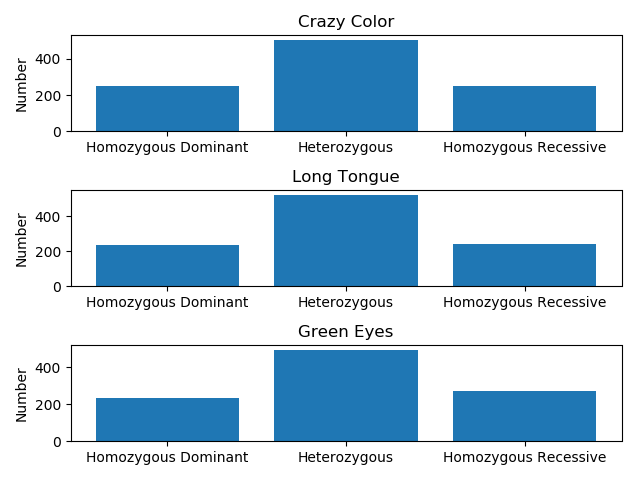 Crazy Color
Number
400
200
0
Homozygous Dominant Heterozygous Homozygous Recessive
Long Tongue
Number
400
200
0
Homozygous Dominant Heterozygous Homozygous Recessive
Green Eyes
Number
400
200
0
Homozygous Dominant Heterozygous Homozygous Recessive